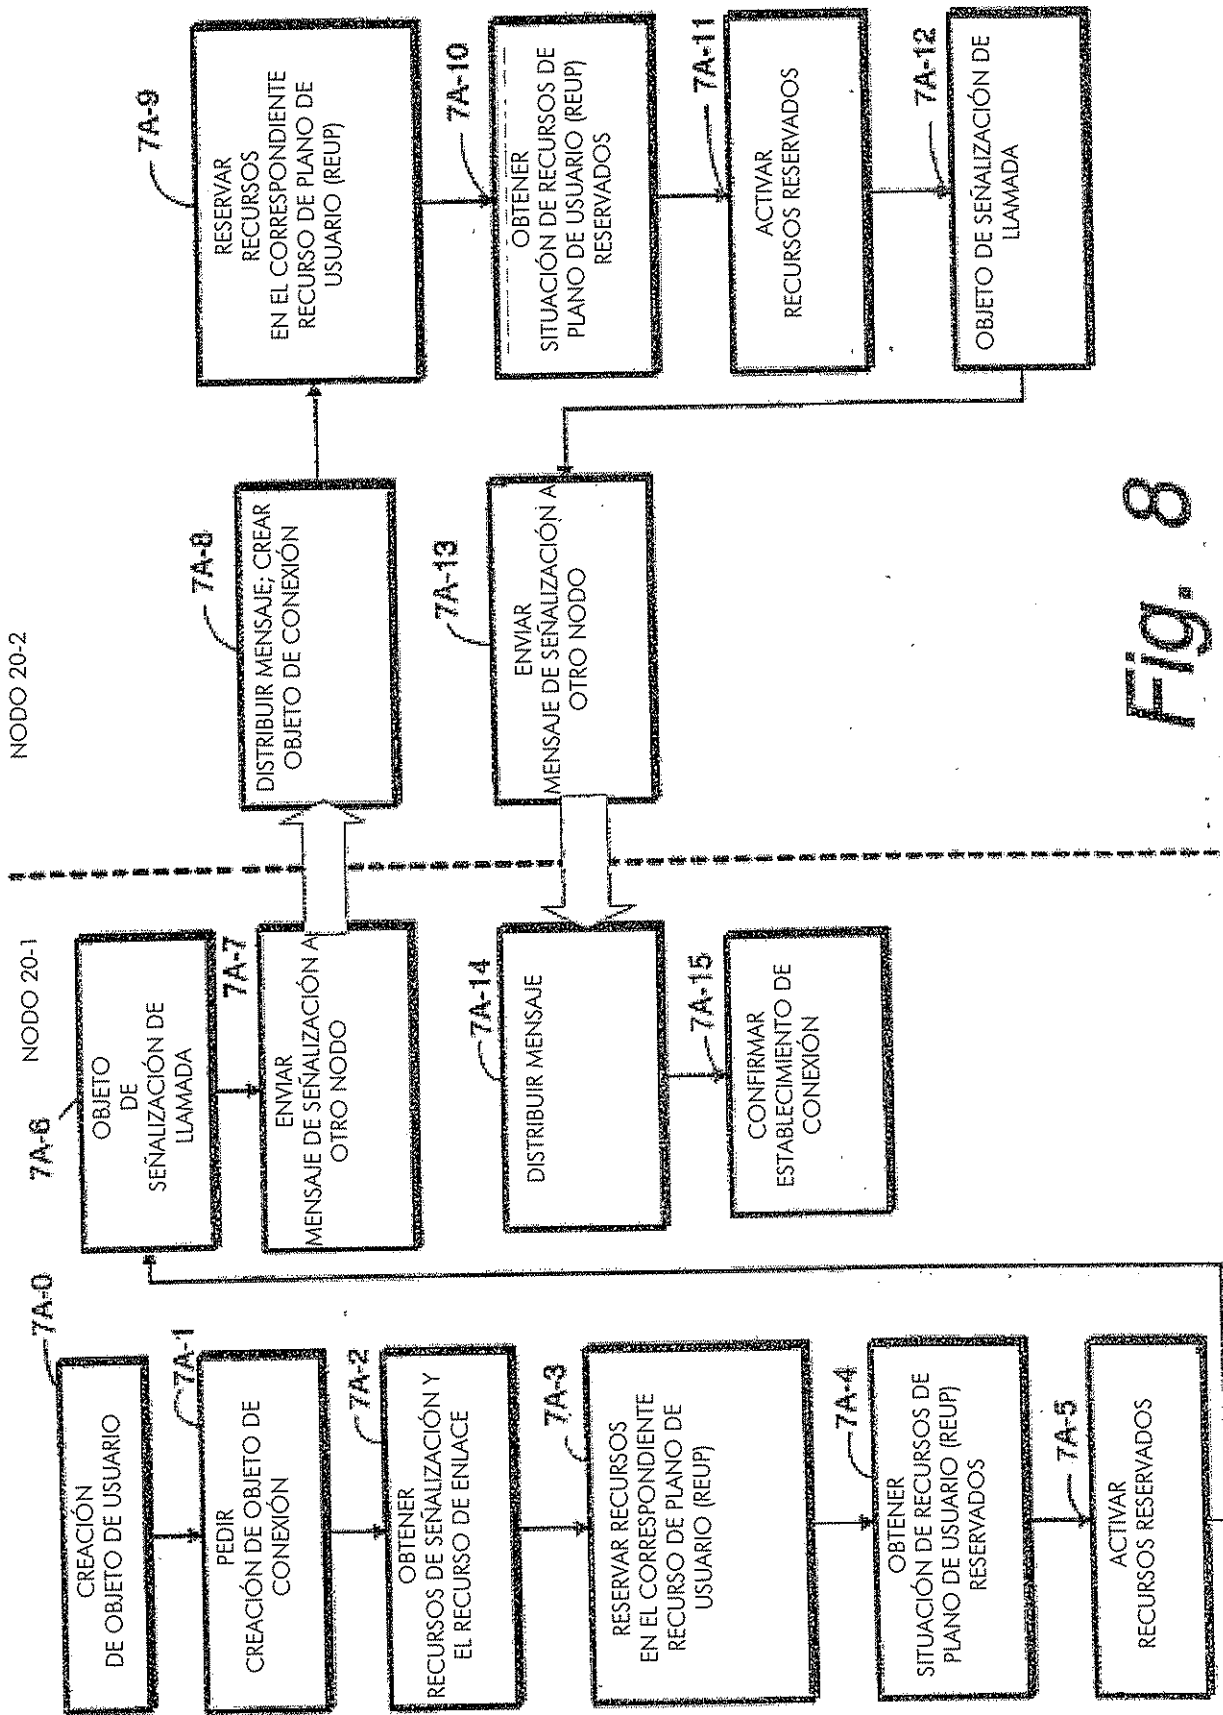 NODO 20-1
7A-0
CREACIÓN
DE OBJETO DE USUARIO
7A-1
PEDIR
CREACIÓN DE OBJETO DE
CONEXIÓN
7A-2
OBTENER
RECURSOS DE SEÑALIZACIÓN Y
EL RECURSO DE ENLACE
7A-3
RESERVAR RECURSOS
EN EL CORRESPONDIENTE
RECURSO DE PLANO DE
USUARIO (REUP)
7A-4
OBTENER
SITUACIÓN DE RECURSOS DE
PLANO DE USUARIO (REUP)
RESERVADOS
7A-5
ACTIVAR
RECURSOS RESERVADOS
7A-6
OBJETO
DE
SEÑALIZACIÓN DE
LLAMADA
7A-7
ENVIAR
MENSAJE DE SEÑALIZACIÓN A
OTRO NODO
7A-14
DISTRIBUIR MENSAJE
7A-15
CONFIRMAR
ESTABLECIMIENTO DE
CONEXIÓN
NODO 20-2
7A-8
DISTRIBUIR MENSAJE; CREAR
OBJETO DE CONEXIÓN
7A-13
ENVIAR
MENSAJE DE SEÑALIZACIÓN A
OTRO NODO
7A-9
RESERVAR
RECURSOS
EN EL CORRESPONDIENTE
RECURSO DE PLANO DE
USUARIO (REUP)
7A-10
OBTENER
SITUACIÓN DE RECURSOS DE
PLANO DE USUARIO (REUP)
RESERVADOS
7A-11
ACTIVAR
RECURSOS RESERVADOS
7A-12
OBJETO DE SEÑALIZACIÓN DE
LLAMADA
Fig. 8